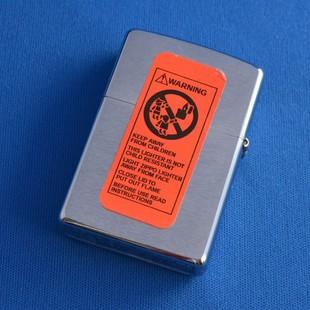 ⚠WARNING
KEEP AWAY
FROM CHILDREN
THIS LIGHTER IS NOT
CHILD RESISTANT
LIGHT ZIPPO LIGHTER
AWAY FROM FACE
CLOSE LID TO
PUT OUT FLAME
BEFORE USE READ
INSTRUCTIONS